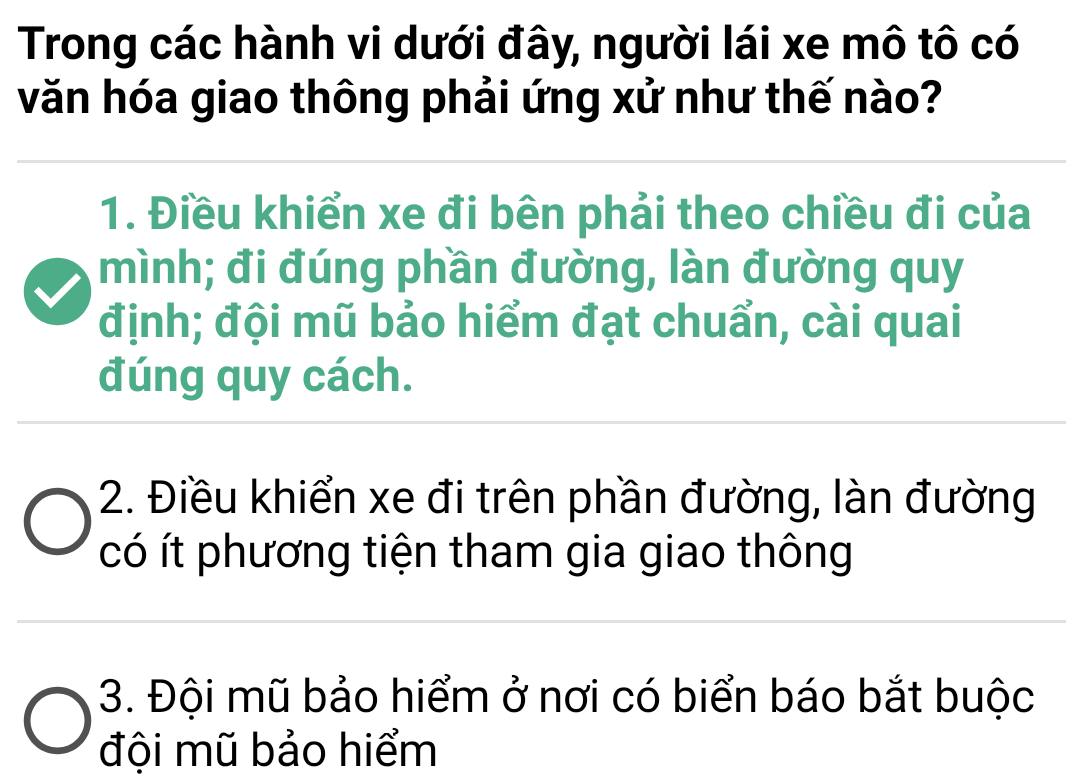 Trong các hành vi dưới đây, người lái xe mô tô có
văn hóa giao thông phải ứng xử như thế nào?
1. Điều khiển xe đi bên phải theo chiều đi của
mình; đi đúng phần đường, làn đường quy
định; đội mũ bảo hiểm đạt chuẩn, cài quai
đúng quy cách.
2. Điều khiển xe đi trên phần đường, làn đường
có ít phương tiện tham gia giao thông
3. Đội mũ bảo hiểm ở nơi có biển báo bắt buộc
đội mũ bảo hiểm